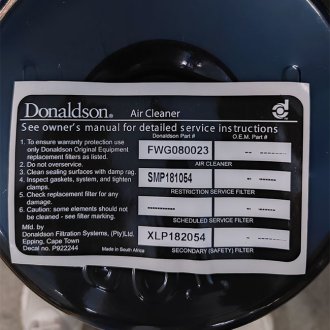 Donaldson® Air Cleaner
See owner's manual for detailed service instructions
Donaldson Part # O.E.M. Part #
1. To ensure warranty protection use
only Donaldson Original Equipment
replacement filters as listed.
2. Do not overservice.
3. Clean sealing surfaces with damp rag.
4. Inspect gaskets, system, and tighten
clamps.
5. Check replacement filter for any
damage.
6. Caution: some elements should not
be cleaned - see filter marking.
Mfd by
Donaldson Filtration Systems, (Pty)Ltd.
Epping, Cape Town
Decal no. P922244 Made in South Africa
FWG080023
AIR CLEANER
SMP181054
RESTRICTION SERVICE FILTER
SCHEDULED SERVICE FILTER
XLP182054
SECONDARY (SAFETY) FILTER